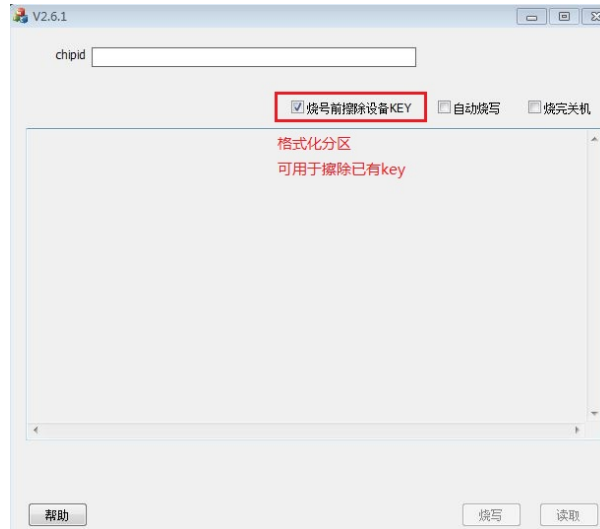 V2.6.1
chipid
烧号前擦除设备KEY 自动烧写 烧完关机
格式化分区
可用于擦除已有key
帮助 烧写 读取